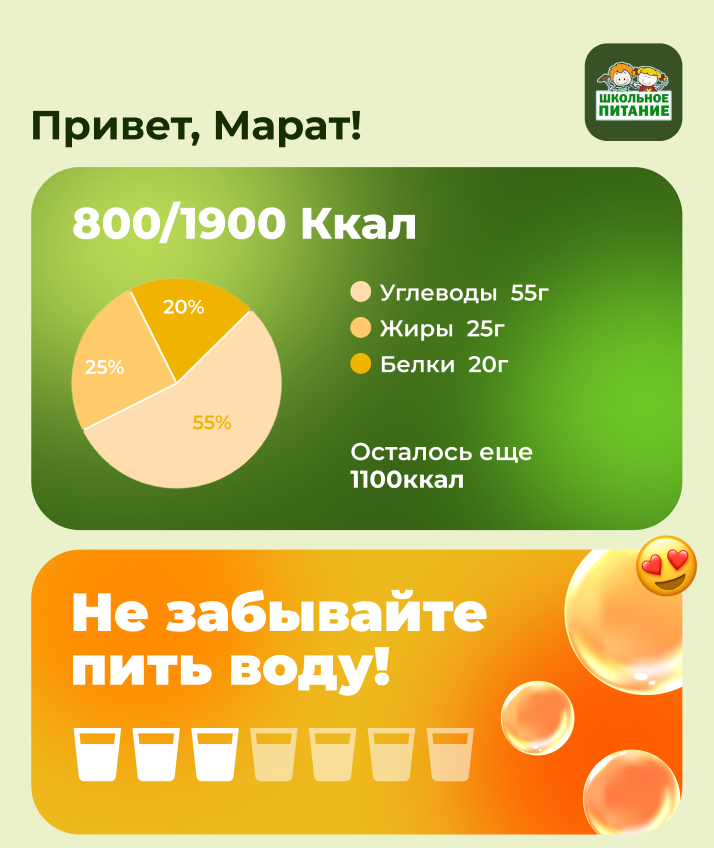 ШКОЛЬНОЕ
ПИТАНИЕ
Привет, Марат!
800/1900 Ккал
20%
25%
55%
Углеводы 55г
Жиры 25г
Белки 20г
Осталось еще
1100ккал
Не забывайте
пить воду!